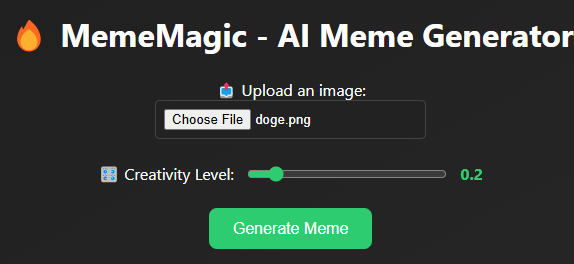 🔥 MemeMagic - AI Meme Generator
📤 Upload an image:
Choose File doge.png
🎛️ Creativity Level: 0.2
Generate Meme